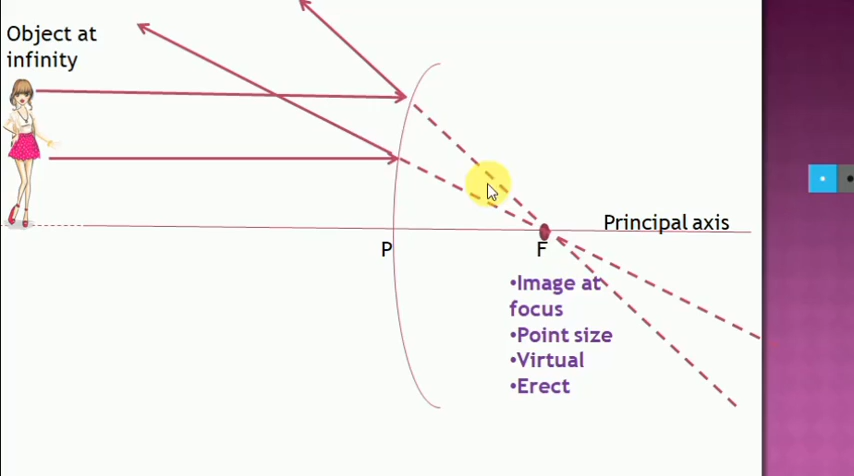 Object at
infinity
Principal axis
P
F
•Image at
focus
•Point size
•Virtual
•Erect